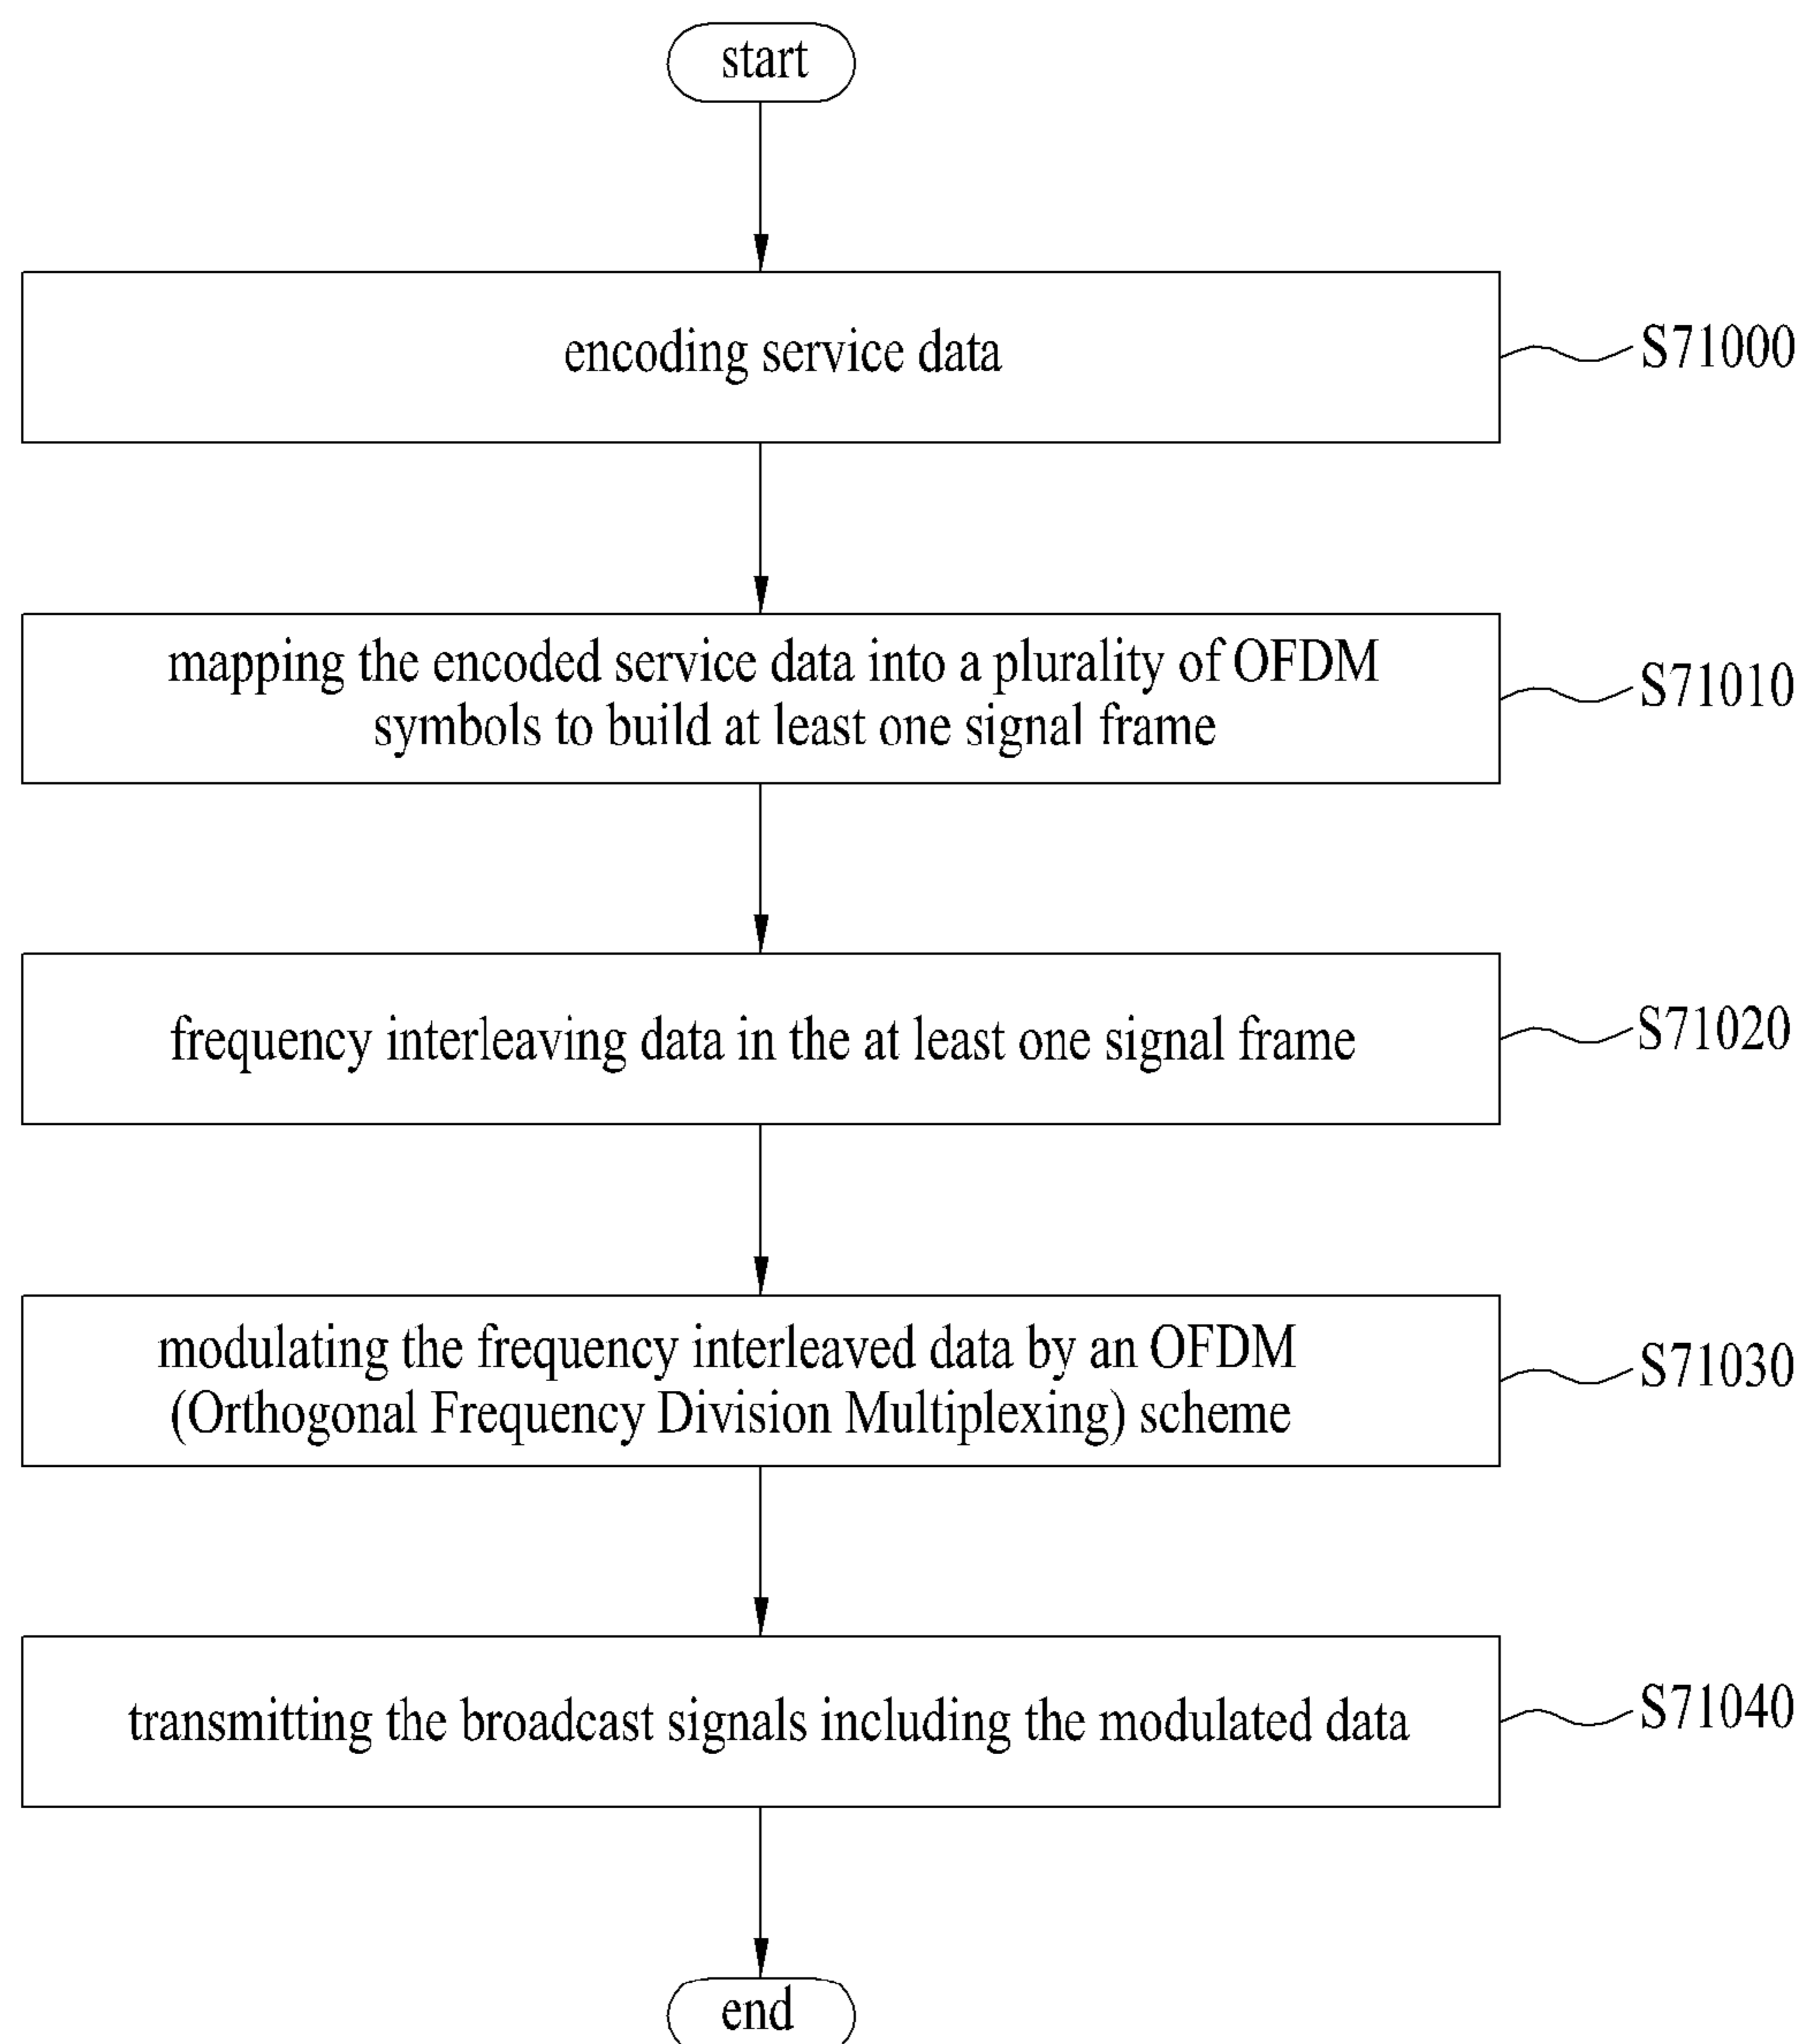 start
encoding service data
S71000
mapping the encoded service data into a plurality of OFDM
symbols to build at least one signal frame
S71010
frequency interleaving data in the at least one signal frame
S71020
modulating the frequency interleaved data by an OFDM
(Orthogonal Frequency Division Multiplexing) scheme
S71030
transmitting the broadcast signals including the modulated data
S71040
end